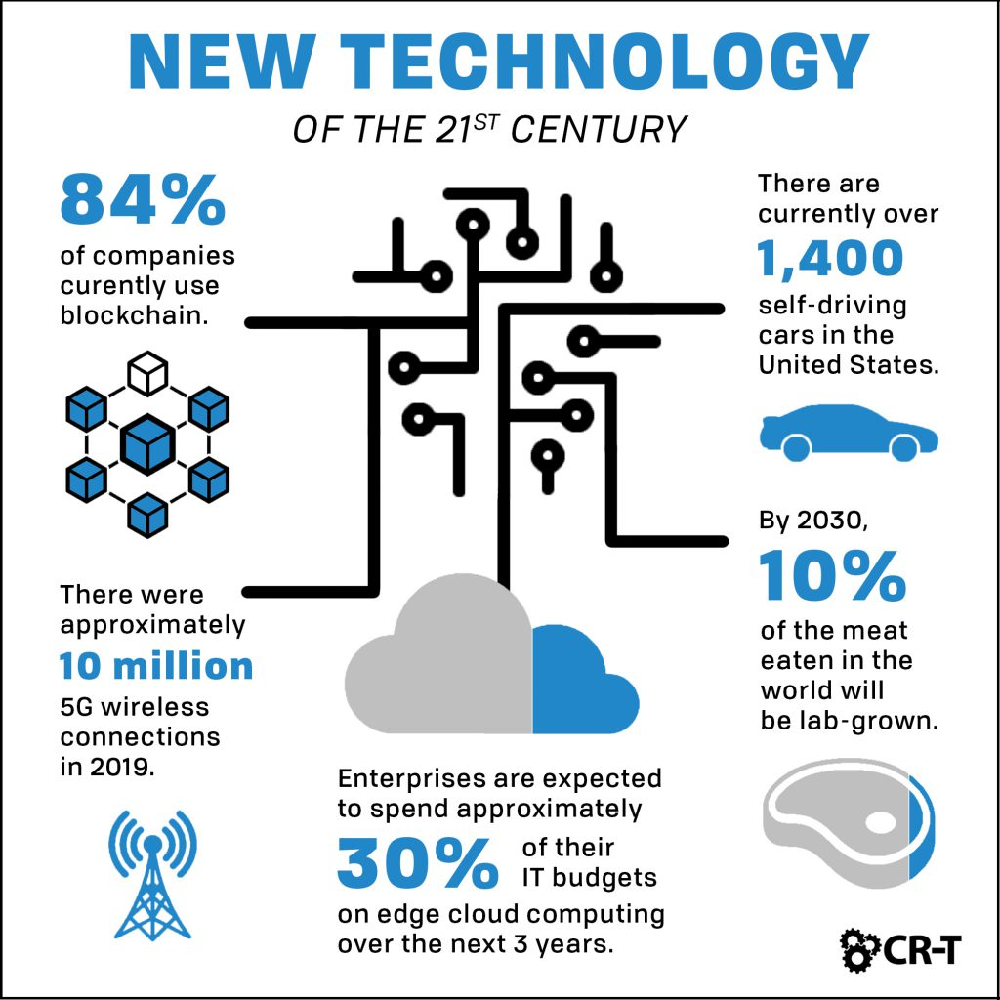 NEW TECHNOLOGY
OF THE 21ST CENTURY
84%
of companies
curently use
blockchain.
There were
approximately
10 million
5G wireless
connections
in 2019.
Enterprises are expected
to spend approximately
30% of their
IT budgets
on edge cloud computing
over the next 3 years.
There are
currently over
1,400
self-driving
cars in the
United States.
By 2030,
10%
of the meat
eaten in the
world will
be lab-grown.
CR-T